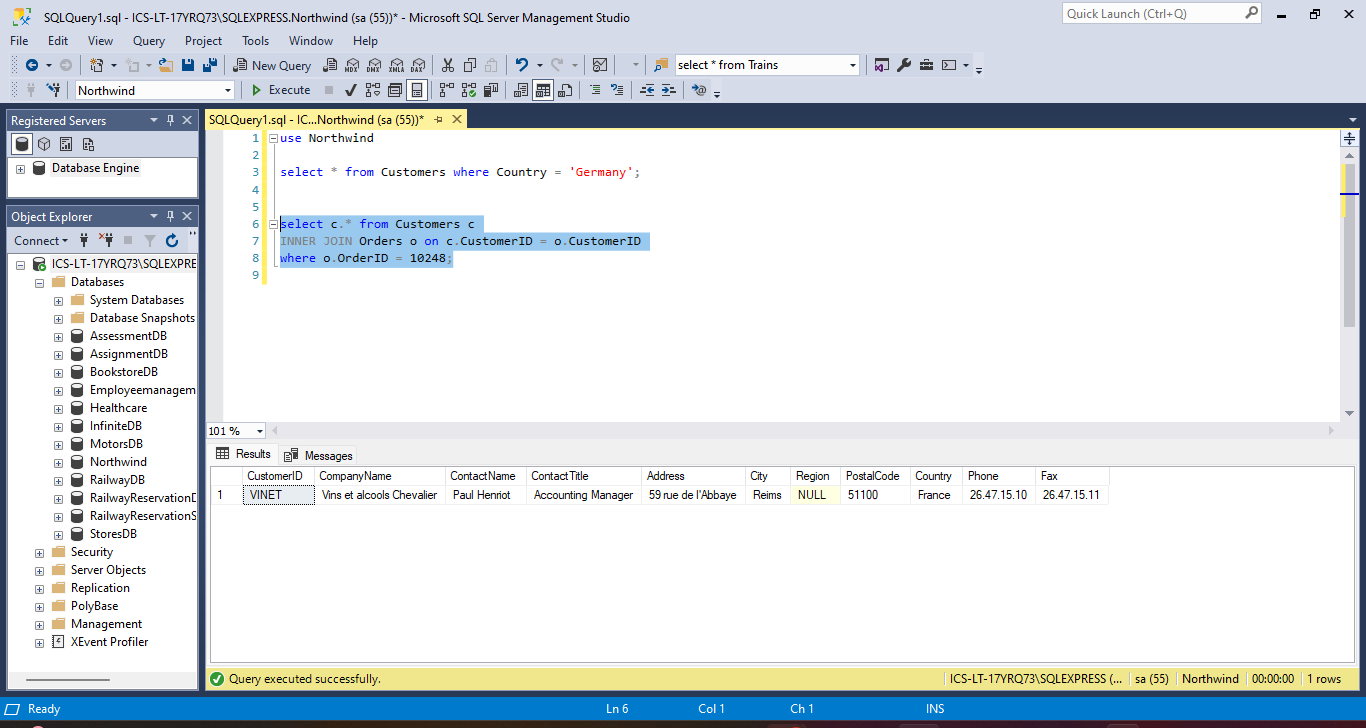 SQLQuery1.sql - ICS-LT-17YRQ73\SQLEXPRESS.Northwind (sa (55))* - Microsoft SQL Server Management Studio
Quick Launch (Ctrl+Q)
File Edit View Query Project Tools Window Help
New Query MDX DMX XMLA DAX select * from Trains
Northwind Execute
Registered Servers
Database Engine
Object Explorer
Connect
ICS-LT-17YRQ73\SQLEXPRE
Databases
System Databases
Database Snapshots
AssessmentDB
AssignmentDB
BookstoreDB
Employeemanagem
Healthcare
InfiniteDB
MotorsDB
Northwind
RailwayDB
RailwayReservationD
RailwayReservationS
StoresDB
Security
Server Objects
Replication
PolyBase
Management
XEvent Profiler
SQLQuery1.sql - IC...Northwind (sa (55))*
1 use Northwind
2
3 select * from Customers where Country = 'Germany';
4
5
6 select c.* from Customers c
7 INNER JOIN Orders o on c.CustomerID = o.CustomerID
8 where o.OrderID = 10248;
9
101 %
Results Messages
CustomerID CompanyName ContactName ContactTitle Address City Region PostalCode Country Phone Fax
1 VINET Vins et alcools Chevalier Paul Henriot Accounting Manager 59 rue de l'Abbaye Reims NULL 51100 France 26.47.15.10 26.47.15.11
Query executed successfully. ICS-LT-17YRQ73\SQLEXPRESS (... sa (55) Northwind 00:00:00 1 rows
Ready Ln 6 Col 1 Ch 1 INS